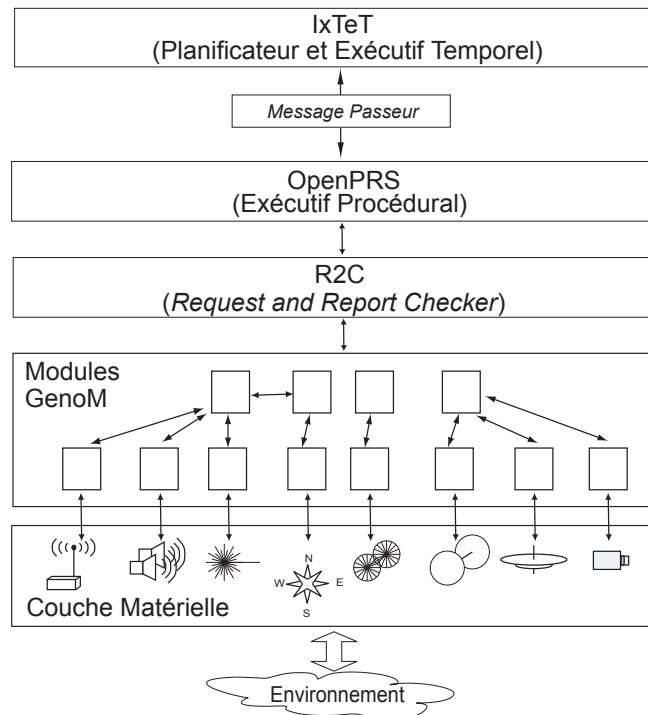 IxTeT
(Planificateur et Exécutif Temporel)
Message Passeur
OpenPRS
(Exécutif Procédural)
R2C
(Request and Report Checker)
Modules
GenoM
N
W
E
S
Couche Matérielle
Environnement